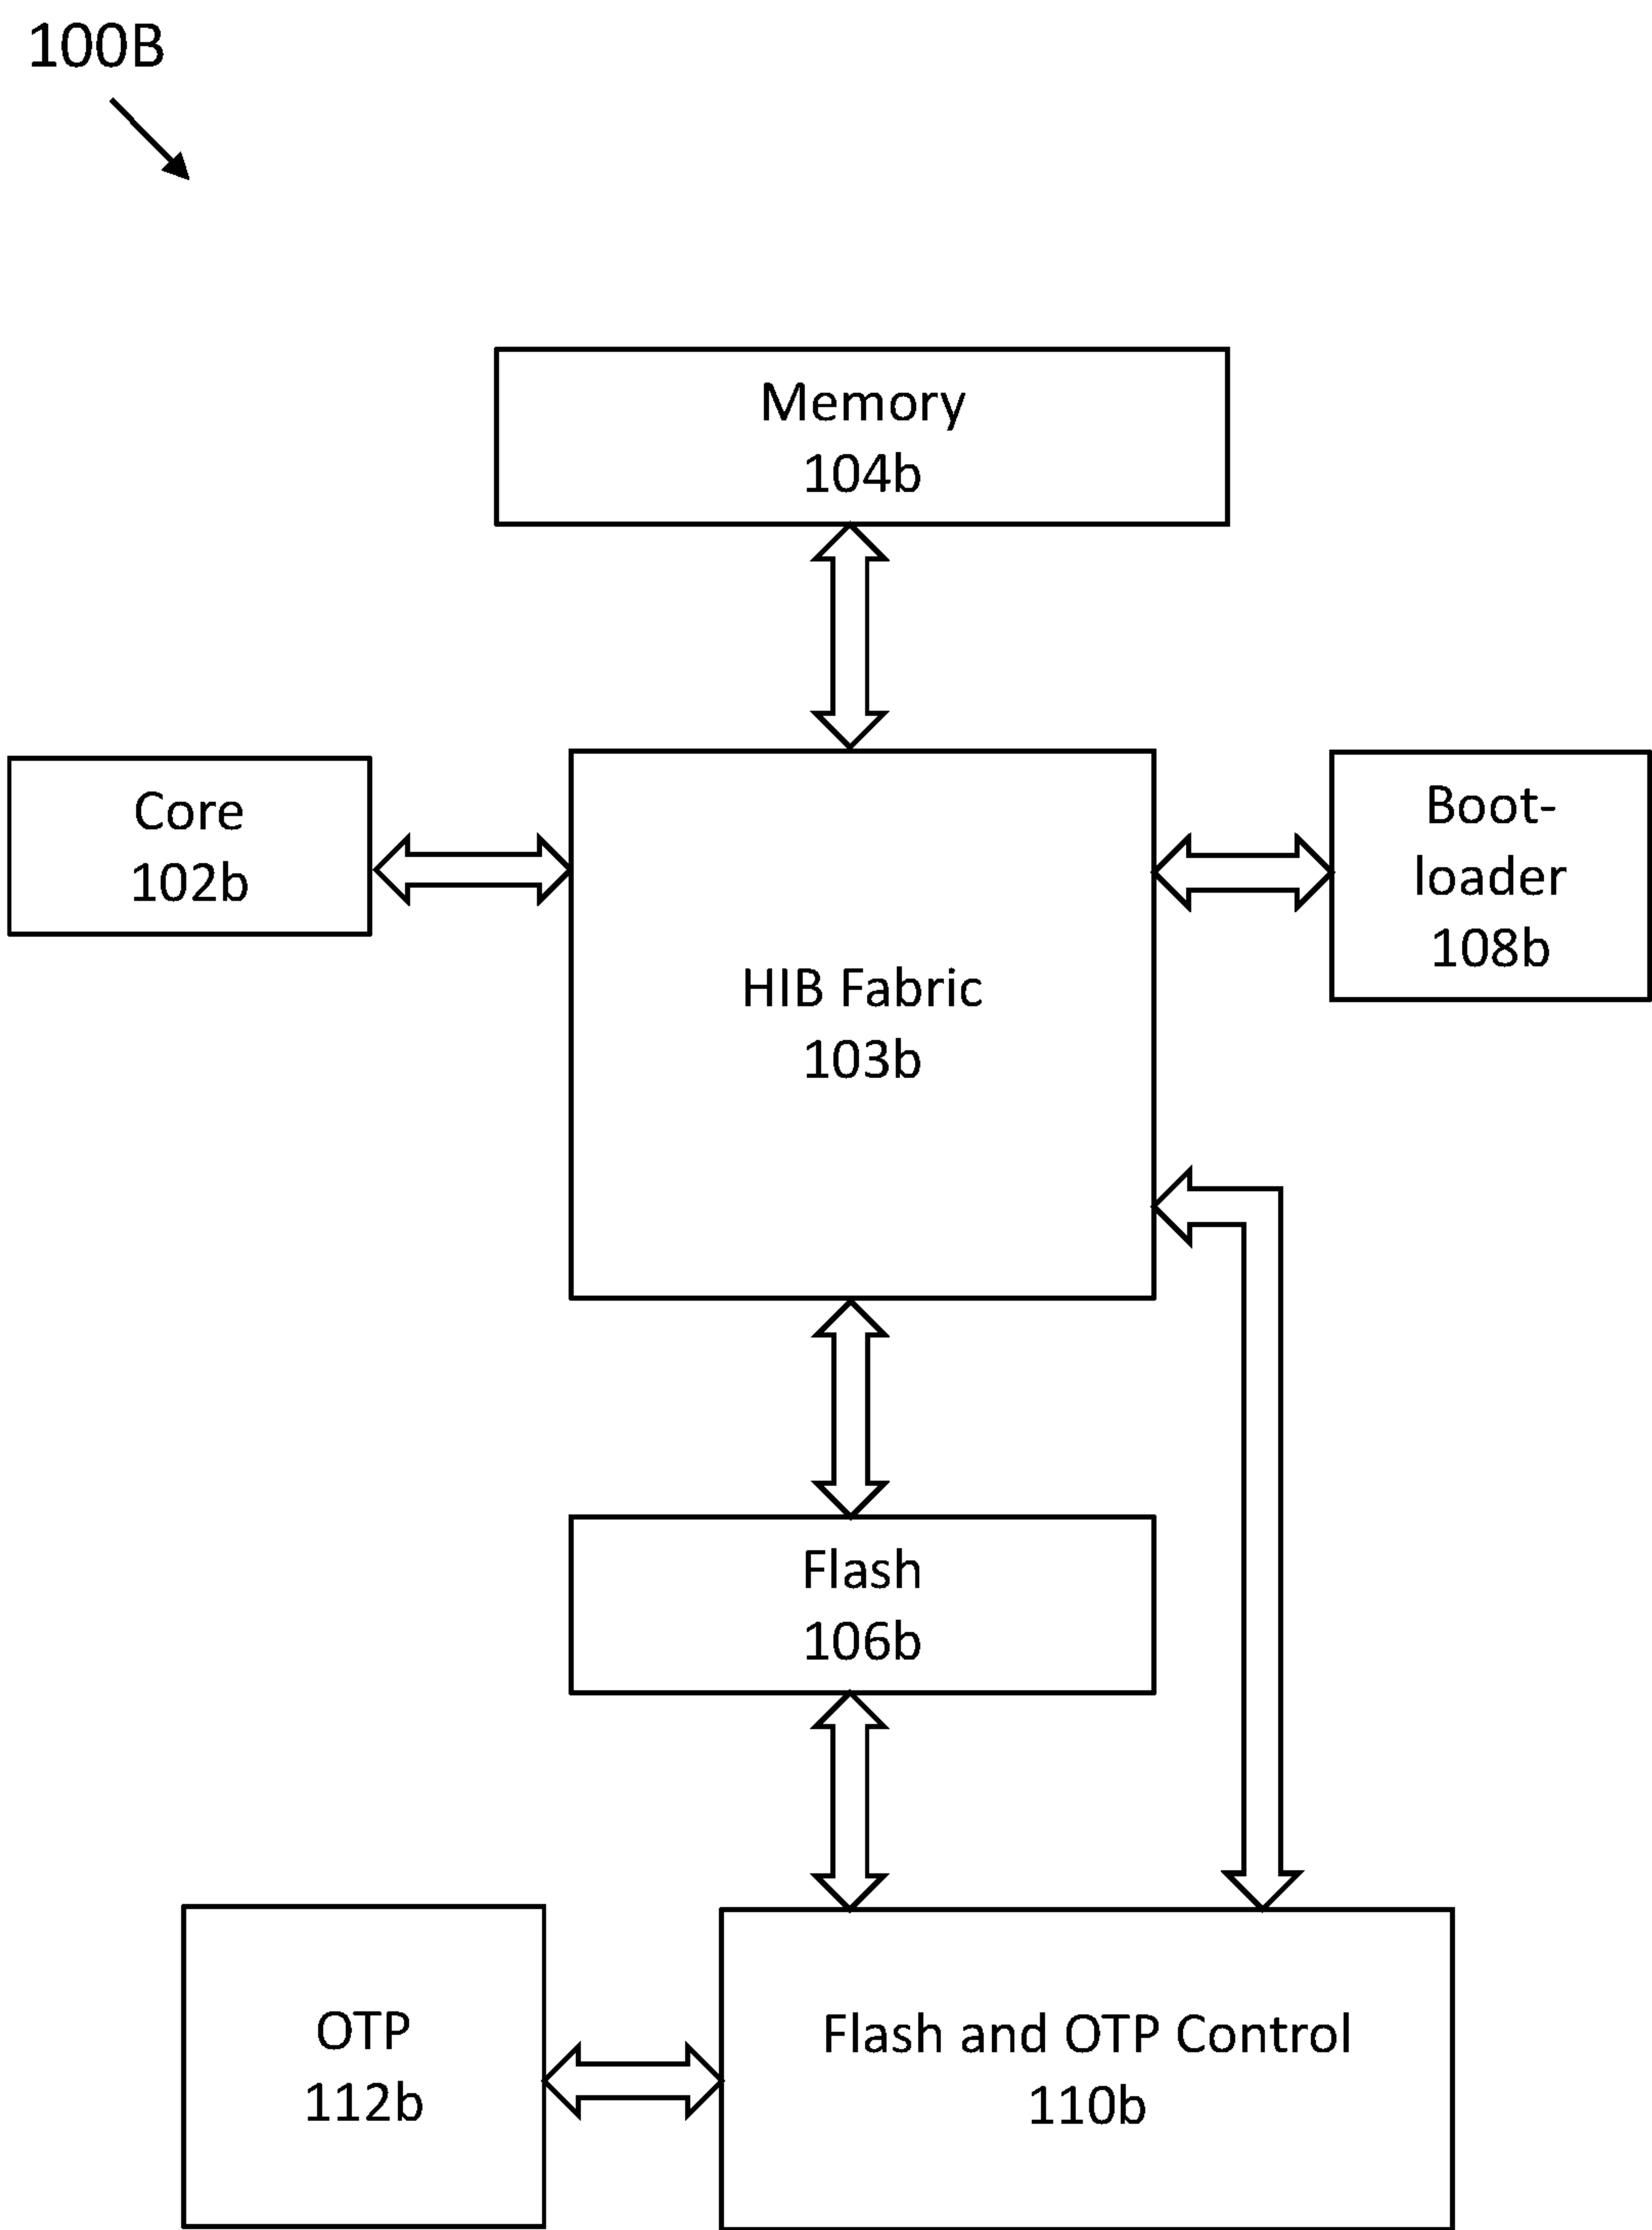 100B
Memory
104b
Core
102b
Boot-
loader
108b
HIB Fabric
103b
Flash
106b
OTP
112b
Flash and OTP Control
110b